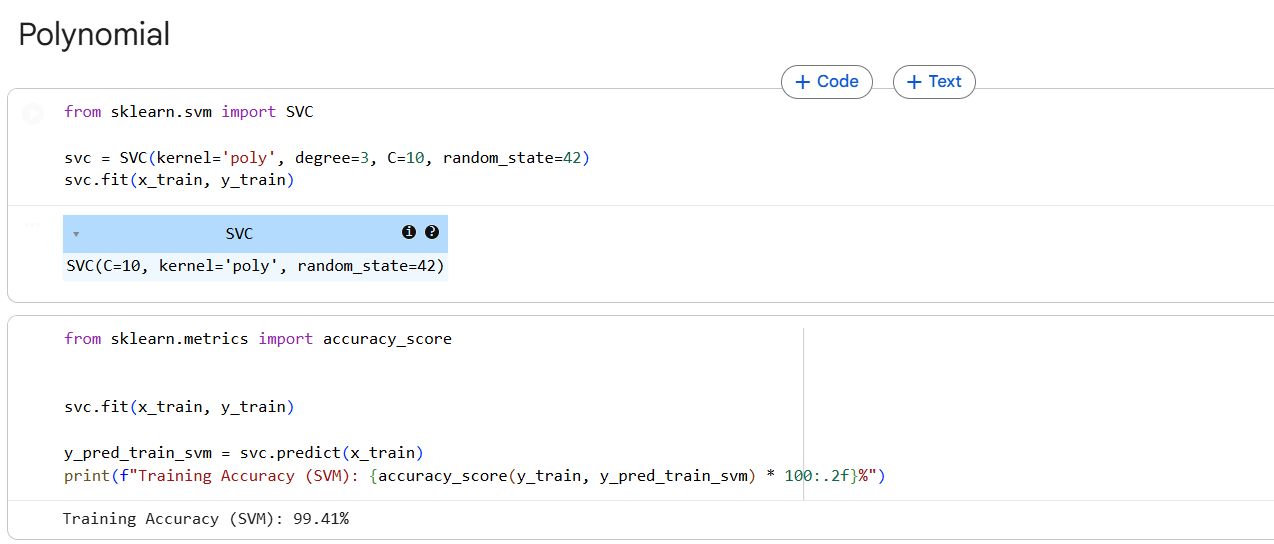 Polynomial
+ Code + Text
from sklearn.svm import SVC
svc = SVC(kernel='poly', degree=3, C=10, random_state=42)
svc.fit(x_train, y_train)
SVC
SVC(C=10, kernel='poly', random_state=42)
from sklearn.metrics import accuracy_score
svc.fit(x_train, y_train)
y_pred_train_svm = svc.predict(x_train)
print(f"Training Accuracy (SVM): {accuracy_score(y_train, y_pred_train_svm) * 100:.2f}%")
Training Accuracy (SVM): 99.41%